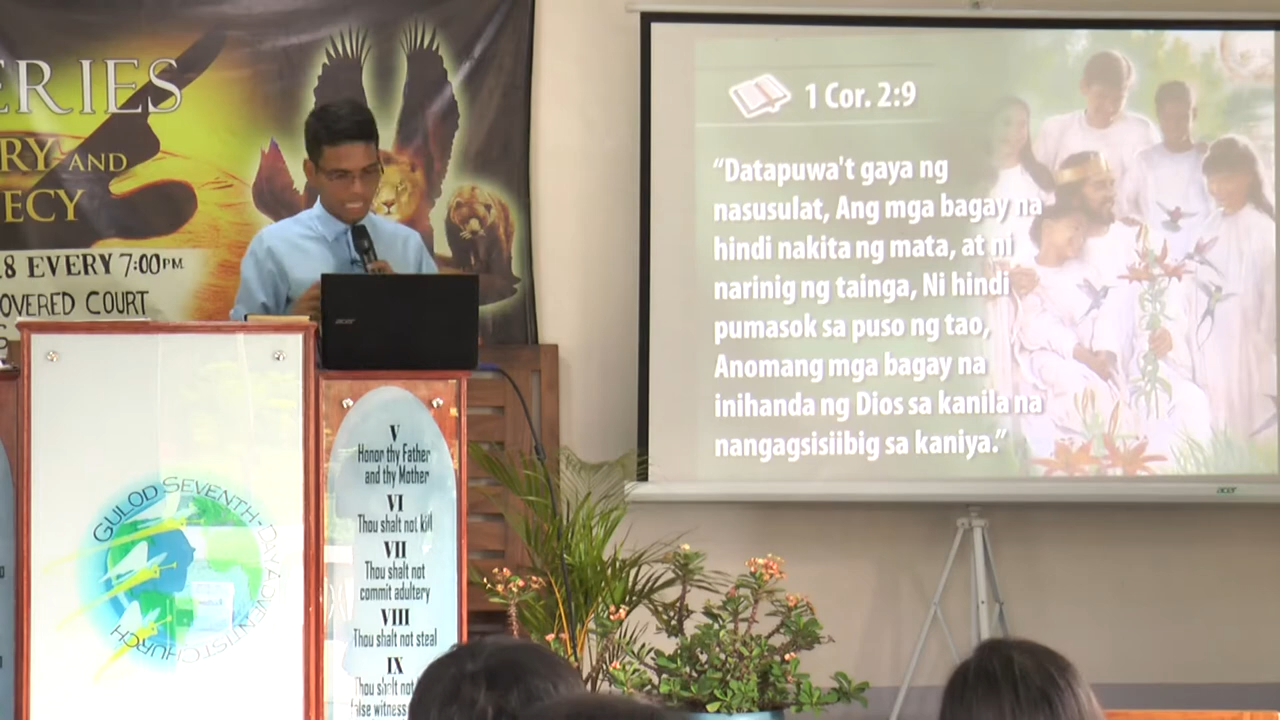 ERIES
RY AND
ECY
8 EVERY 7:00PM
OVERED COURT
acer
GULOD SEVENTH-DAY ADVENTIST CHURCH
V
Honor thy Father
and thy Mother
VI
Thou shalt not kill
VII
Thou shalt not
commit adultery
VIII
Thou shalt not steal
IX
Thou shalt not
false witness
1 Cor. 2:9
“Datapuwa't gaya ng
nasusulat, Ang mga bagay na
hindi nakita ng mata, at ni
narinig ng tainga, Ni hindi
pumasok sa puso ng tao,
Anomang mga bagay na
inihanda ng Dios sa kanila na
nangagsisiibig sa kaniya.”